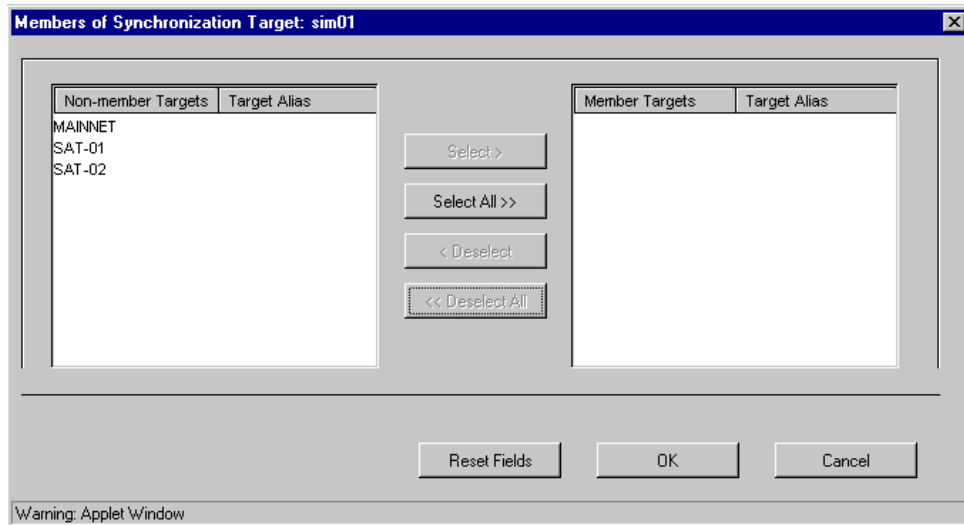 Members of Synchronization Target: sim01
Non-member Targets Target Alias
MAINNET
SAT-01
SAT-02
Select >
Select All >>
< Deselect
<< Deselect All
Member Targets Target Alias
Reset Fields OK Cancel
Warning: Applet Window